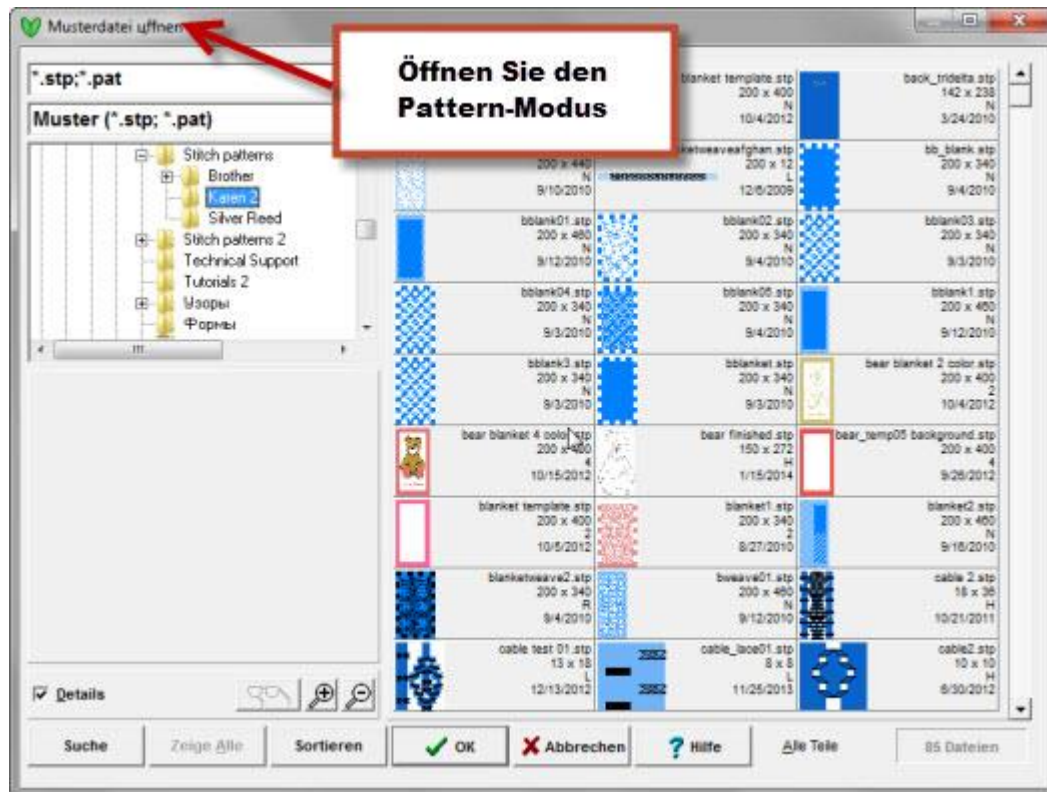 Musterdatei цffnen
Öffnen Sie den
Pattern-Modus
*.stp;*.pat
Muster (*.stp; *.pat)
Stitch patterns
Brother
Karen 2
Silver Reed
Stitch patterns 2
Technical Support
Tutorials 2
Узоры
Формы
blanket template.stp
200 x 400
N
10/4/2012
back_tridelta.stp
142 x 238
N
3/24/2010
200 x 440
N
9/10/2010
ketweaveafghan.stp
200 x 12
L
12/6/2009
bb_blank.stp
200 x 340
N
9/4/2010
bblank01.stp
200 x 460
N
9/12/2010
bblank02.stp
200 x 340
N
9/4/2010
bblank03.stp
200 x 340
N
9/3/2010
bblank04.stp
200 x 340
N
9/3/2010
bblank05.stp
200 x 340
N
9/4/2010
bblank1.stp
200 x 460
N
9/12/2010
bblank3.stp
200 x 340
N
9/3/2010
bblanket.stp
200 x 340
N
9/3/2010
bear blanket 2 color.stp
200 x 400
2
10/4/2012
bear blanket 4 color.stp
200 x 400
4
10/15/2012
bear finished.stp
150 x 272
H
1/15/2014
bear_temp05 background.stp
200 x 400
4
9/26/2012
blanket template.stp
200 x 400
2
10/5/2012
blanket1.stp
200 x 340
2
8/27/2010
blanket2.stp
200 x 460
N
9/16/2010
blanketweave2.stp
200 x 340
R
9/4/2010
bweave01.stp
200 x 460
N
9/12/2010
cable 2.stp
18 x 36
H
10/21/2011
cable test 01.stp
13 x 18
L
12/13/2012
cable_lace01.stp
8 x 8
L
11/25/2013
cable2.stp
10 x 10
H
6/30/2012
Details
Suche
Zeige Alle
Sortieren
OK
Abbrechen
Hilfe
Alle Teile
85 Dateien